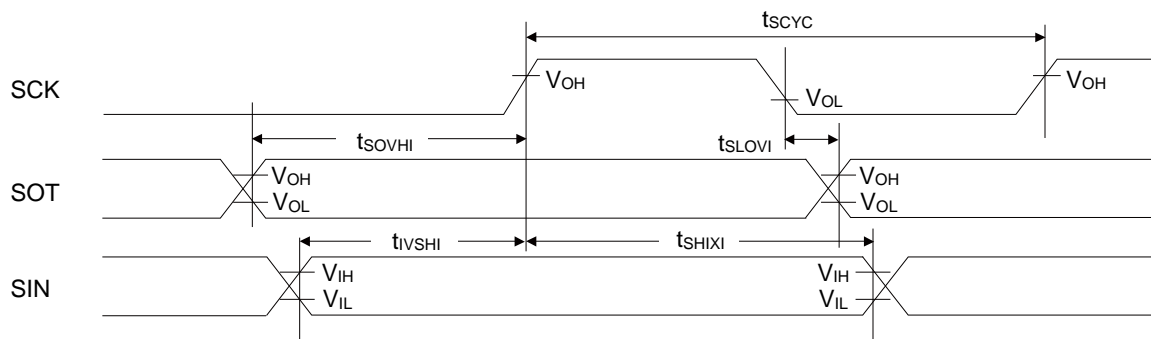 tSCYC
SCK
VOH
VOL
VOH
tSOVHI
tSLOVI
SOT
VOH
VOL
VOH
VOL
tIVSHI
tSHIXI
SIN
VIH
VIL
VIH
VIL